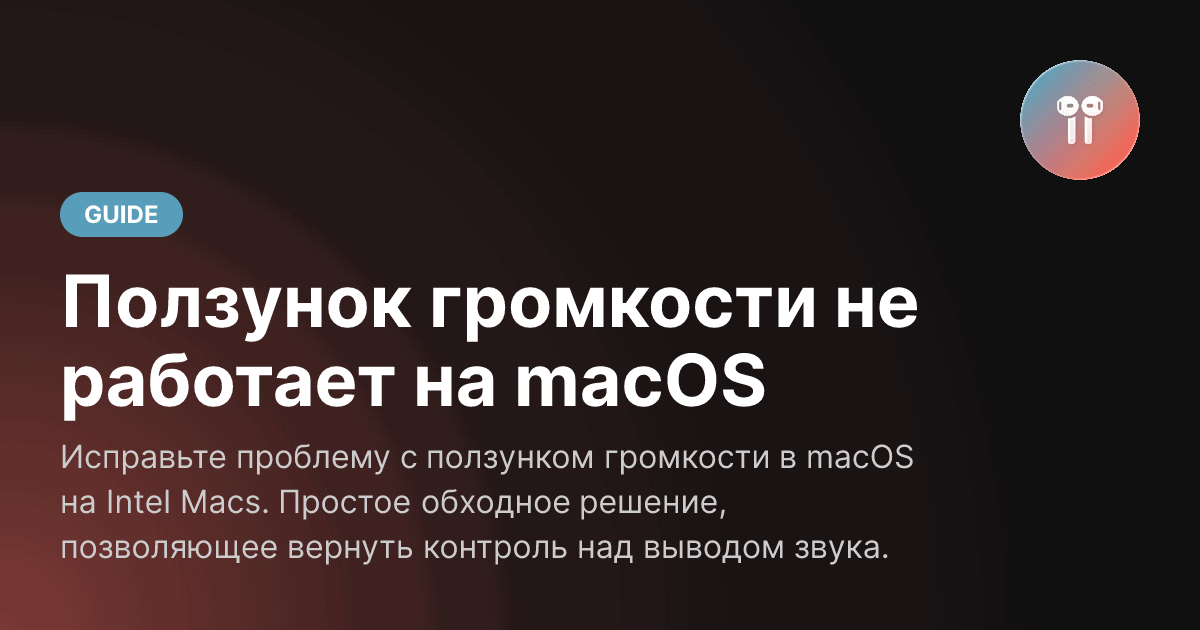 GUIDE
Ползунок громкости не
работает на macOS
Исправьте проблему с ползунком громкости в macOS
на Intel Macs. Простое обходное решение,
позволяющее вернуть контроль над выводом звука.